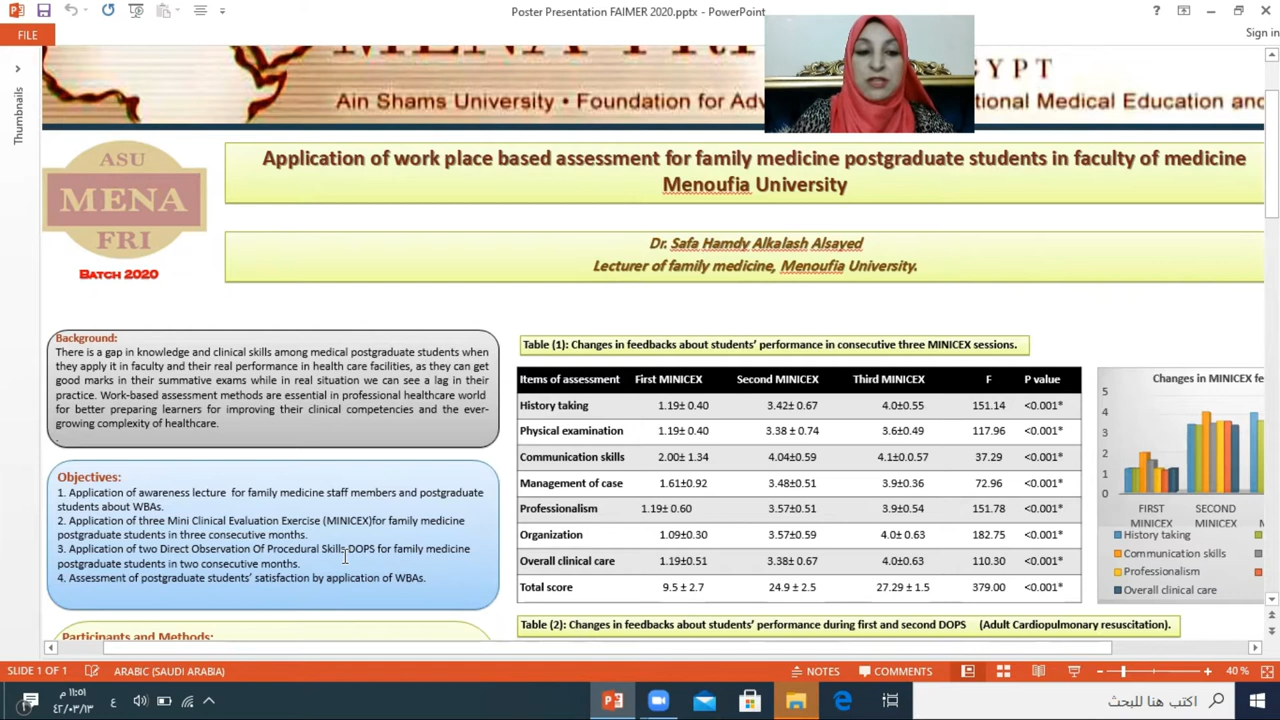 Poster Presentation FAIMER 2020.pptx - PowerPoint
?
FILE
Sign in
Thumbnails
Ain Shams University • Foundation for Adv
YPT
tional Medical Education and
ASU
MENA
FRI
BATCH 2020
Application of work place based assessment for family medicine postgraduate students in faculty of medicine
Menoufia University
Dr. Safa Hamdy Alkalash Alsayed
Lecturer of family medicine, Menoufia University.
Background:
There is a gap in knowledge and clinical skills among medical postgraduate students when
they apply it in faculty and their real performance in health care facilities, as they can get
good marks in their summative exams while in real situation we can see a lag in their
practice. Work-based assessment methods are essential in professional healthcare world
for better preparing learners for improving their clinical competencies and the ever-
growing complexity of healthcare.
.
Objectives:
1. Application of awareness lecture for family medicine staff members and postgraduate
students about WBAs.
2. Application of three Mini Clinical Evaluation Exercise (MINICEX)for family medicine
postgraduate students in three consecutive months.
3. Application of two Direct Observation Of Procedural Skills-DOPS for family medicine
postgraduate students in two consecutive months.
4. Assessment of postgraduate students' satisfaction by application of WBAs.
Participants and Methods:
Table (1): Changes in feedbacks about students' performance in consecutive three MINICEX sessions.
Items of assessment First MINICEX Second MINICEX Third MINICEX F P value
History taking 1.19± 0.40 3.42± 0.67 4.0±0.55 151.14 <0.001*
Physical examination 1.19± 0.40 3.38 ± 0.74 3.6±0.49 117.96 <0.001*
Communication skills 2.00± 1.34 4.04±0.59 4.1±0.0.57 37.29 <0.001*
Management of case 1.61±0.92 3.48±0.51 3.9±0.36 72.96 <0.001*
Professionalism 1.19± 0.60 3.57±0.51 3.9±0.54 151.78 <0.001*
Organization 1.09±0.30 3.57±0.59 4.0± 0.63 182.75 <0.001*
Overall clinical care 1.19±0.51 3.38± 0.67 4.0±0.63 110.30 <0.001*
Total score 9.5 ± 2.7 24.9 ± 2.5 27.29 ± 1.5 379.00 <0.001*
Table (2): Changes in feedbacks about students' performance during first and second DOPS (Adult Cardiopulmonary resuscitation).
Changes in MINICEX fe
5
4
3
2
1
0
FIRST
MINICEX
SECOND
MINICEX
History taking
Communication skills
Professionalism
Overall clinical care
SLIDE 1 OF 1
ARABIC (SAUDI ARABIA)
NOTES
COMMENTS
40 %
١١:٥١ م
٤٢/٠٣/١٣
ع
اكتب هنا للبحث